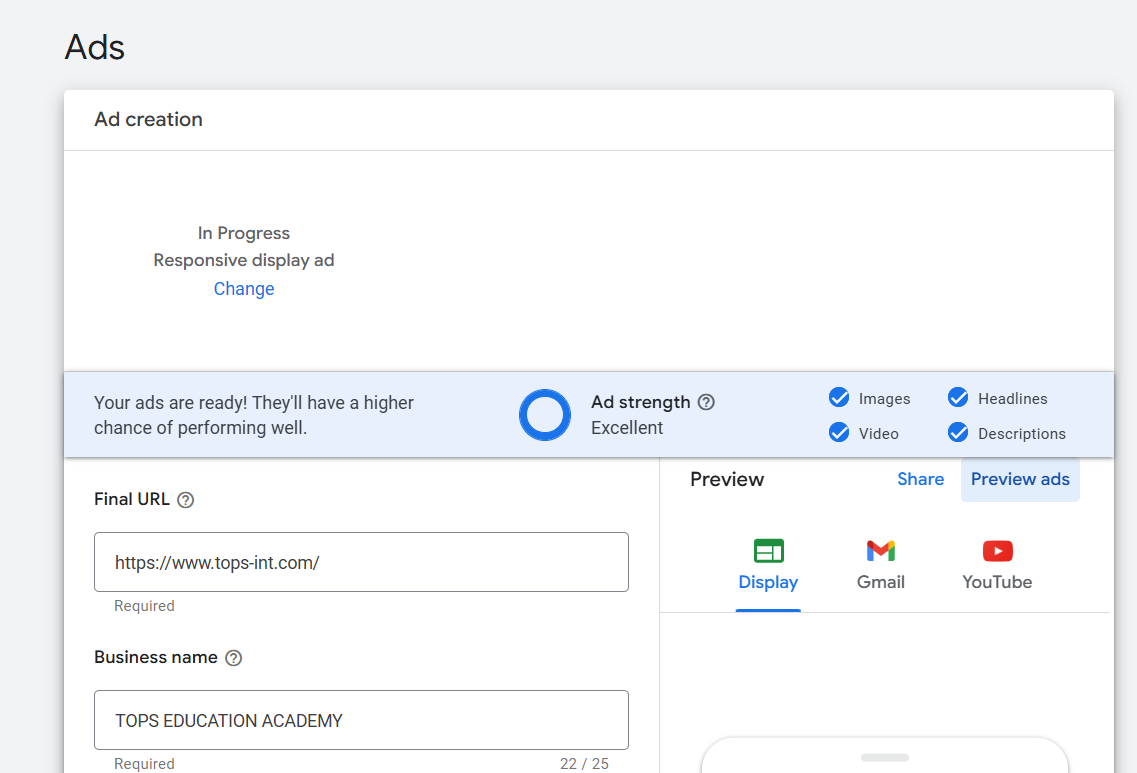 Ads
Ad creation
In Progress
Responsive display ad
Change
Your ads are ready! They'll have a higher
chance of performing well.
Ad strength
Excellent
Images
Headlines
Video
Descriptions
Final URL
https://www.tops-int.com/
Required
Business name
TOPS EDUCATION ACADEMY
Required
22 / 25
Preview
Share
Preview ads
Display
Gmail
YouTube